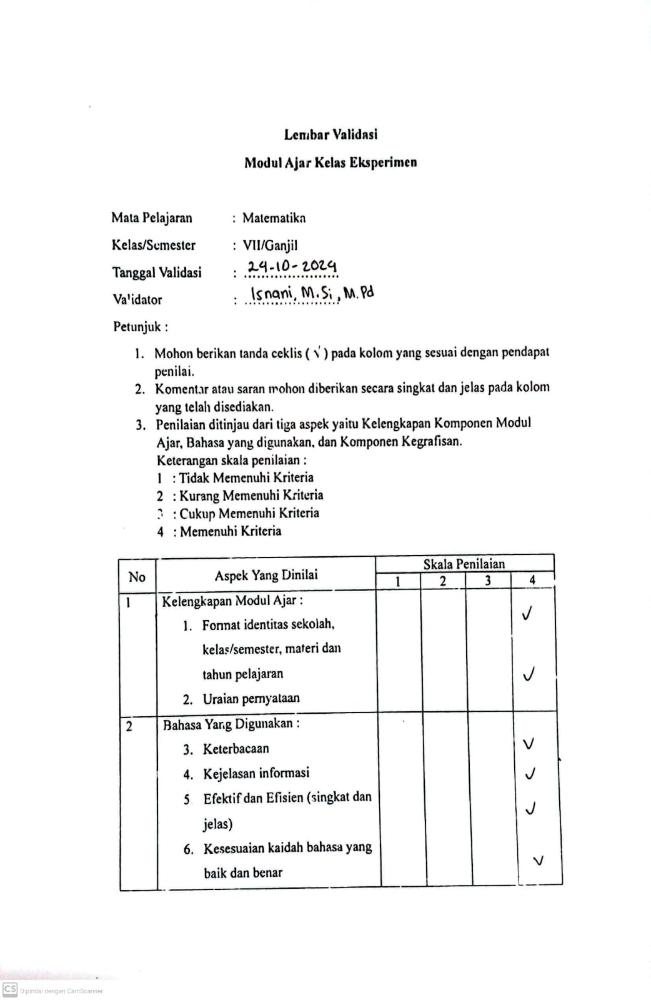 Lembar Validasi
Modul Ajar Kelas Eksperimen
Mata Pelajaran : Matematika
Kelas/Semester : VII/Ganjil
Tanggal Validasi : 24-10-2024
Validator : Isnani, M.Si, M.Pd
Petunjuk :
1. Mohon berikan tanda ceklis ( √ ) pada kolom yang sesuai dengan pendapat
penilai.
2. Komentar atau saran mohon diberikan secara singkat dan jelas pada kolom
yang telah disediakan.
3. Penilaian ditinjau dari tiga aspek yaitu Kelengkapan Komponen Modul
Ajar, Bahasa yang digunakan, dan Komponen Kegrafisan.
Keterangan skala penilaian :
1 : Tidak Memenuhi Kriteria
2 : Kurang Memenuhi Kriteria
3 : Cukup Memenuhi Kriteria
4 : Memenuhi Kriteria
No Aspek Yang Dinilai Skala Penilaian
1 2 3 4
1 Kelengkapan Modul Ajar :
1. Format identitas sekolah, √
kelas/semester, materi dan
tahun pelajaran √
2. Uraian pernyataan
2 Bahasa Yang Digunakan :
3. Keterbacaan √
4. Kejelasan informasi √
5 Efektif dan Efisien (singkat dan √
jelas)
6. Kesesuaian kaidah bahasa yang √
baik dan benar
CS Dipindai dengan CamScanner